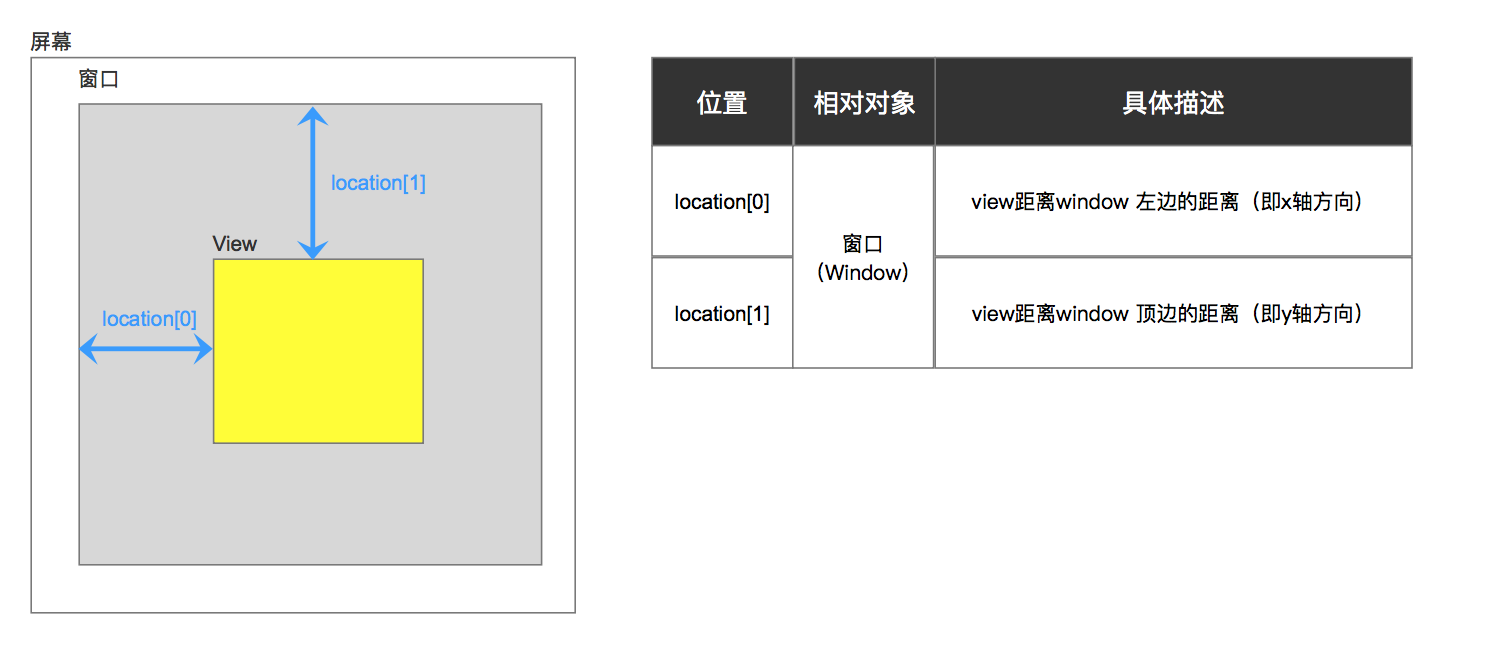 屏幕
窗口
location[1]
View
location[0]
位置
相对对象
具体描述
location[0]
窗口
（Window）
view距离window 左边的距离（即x轴方向）
location[1]
view距离window 顶边的距离（即y轴方向）